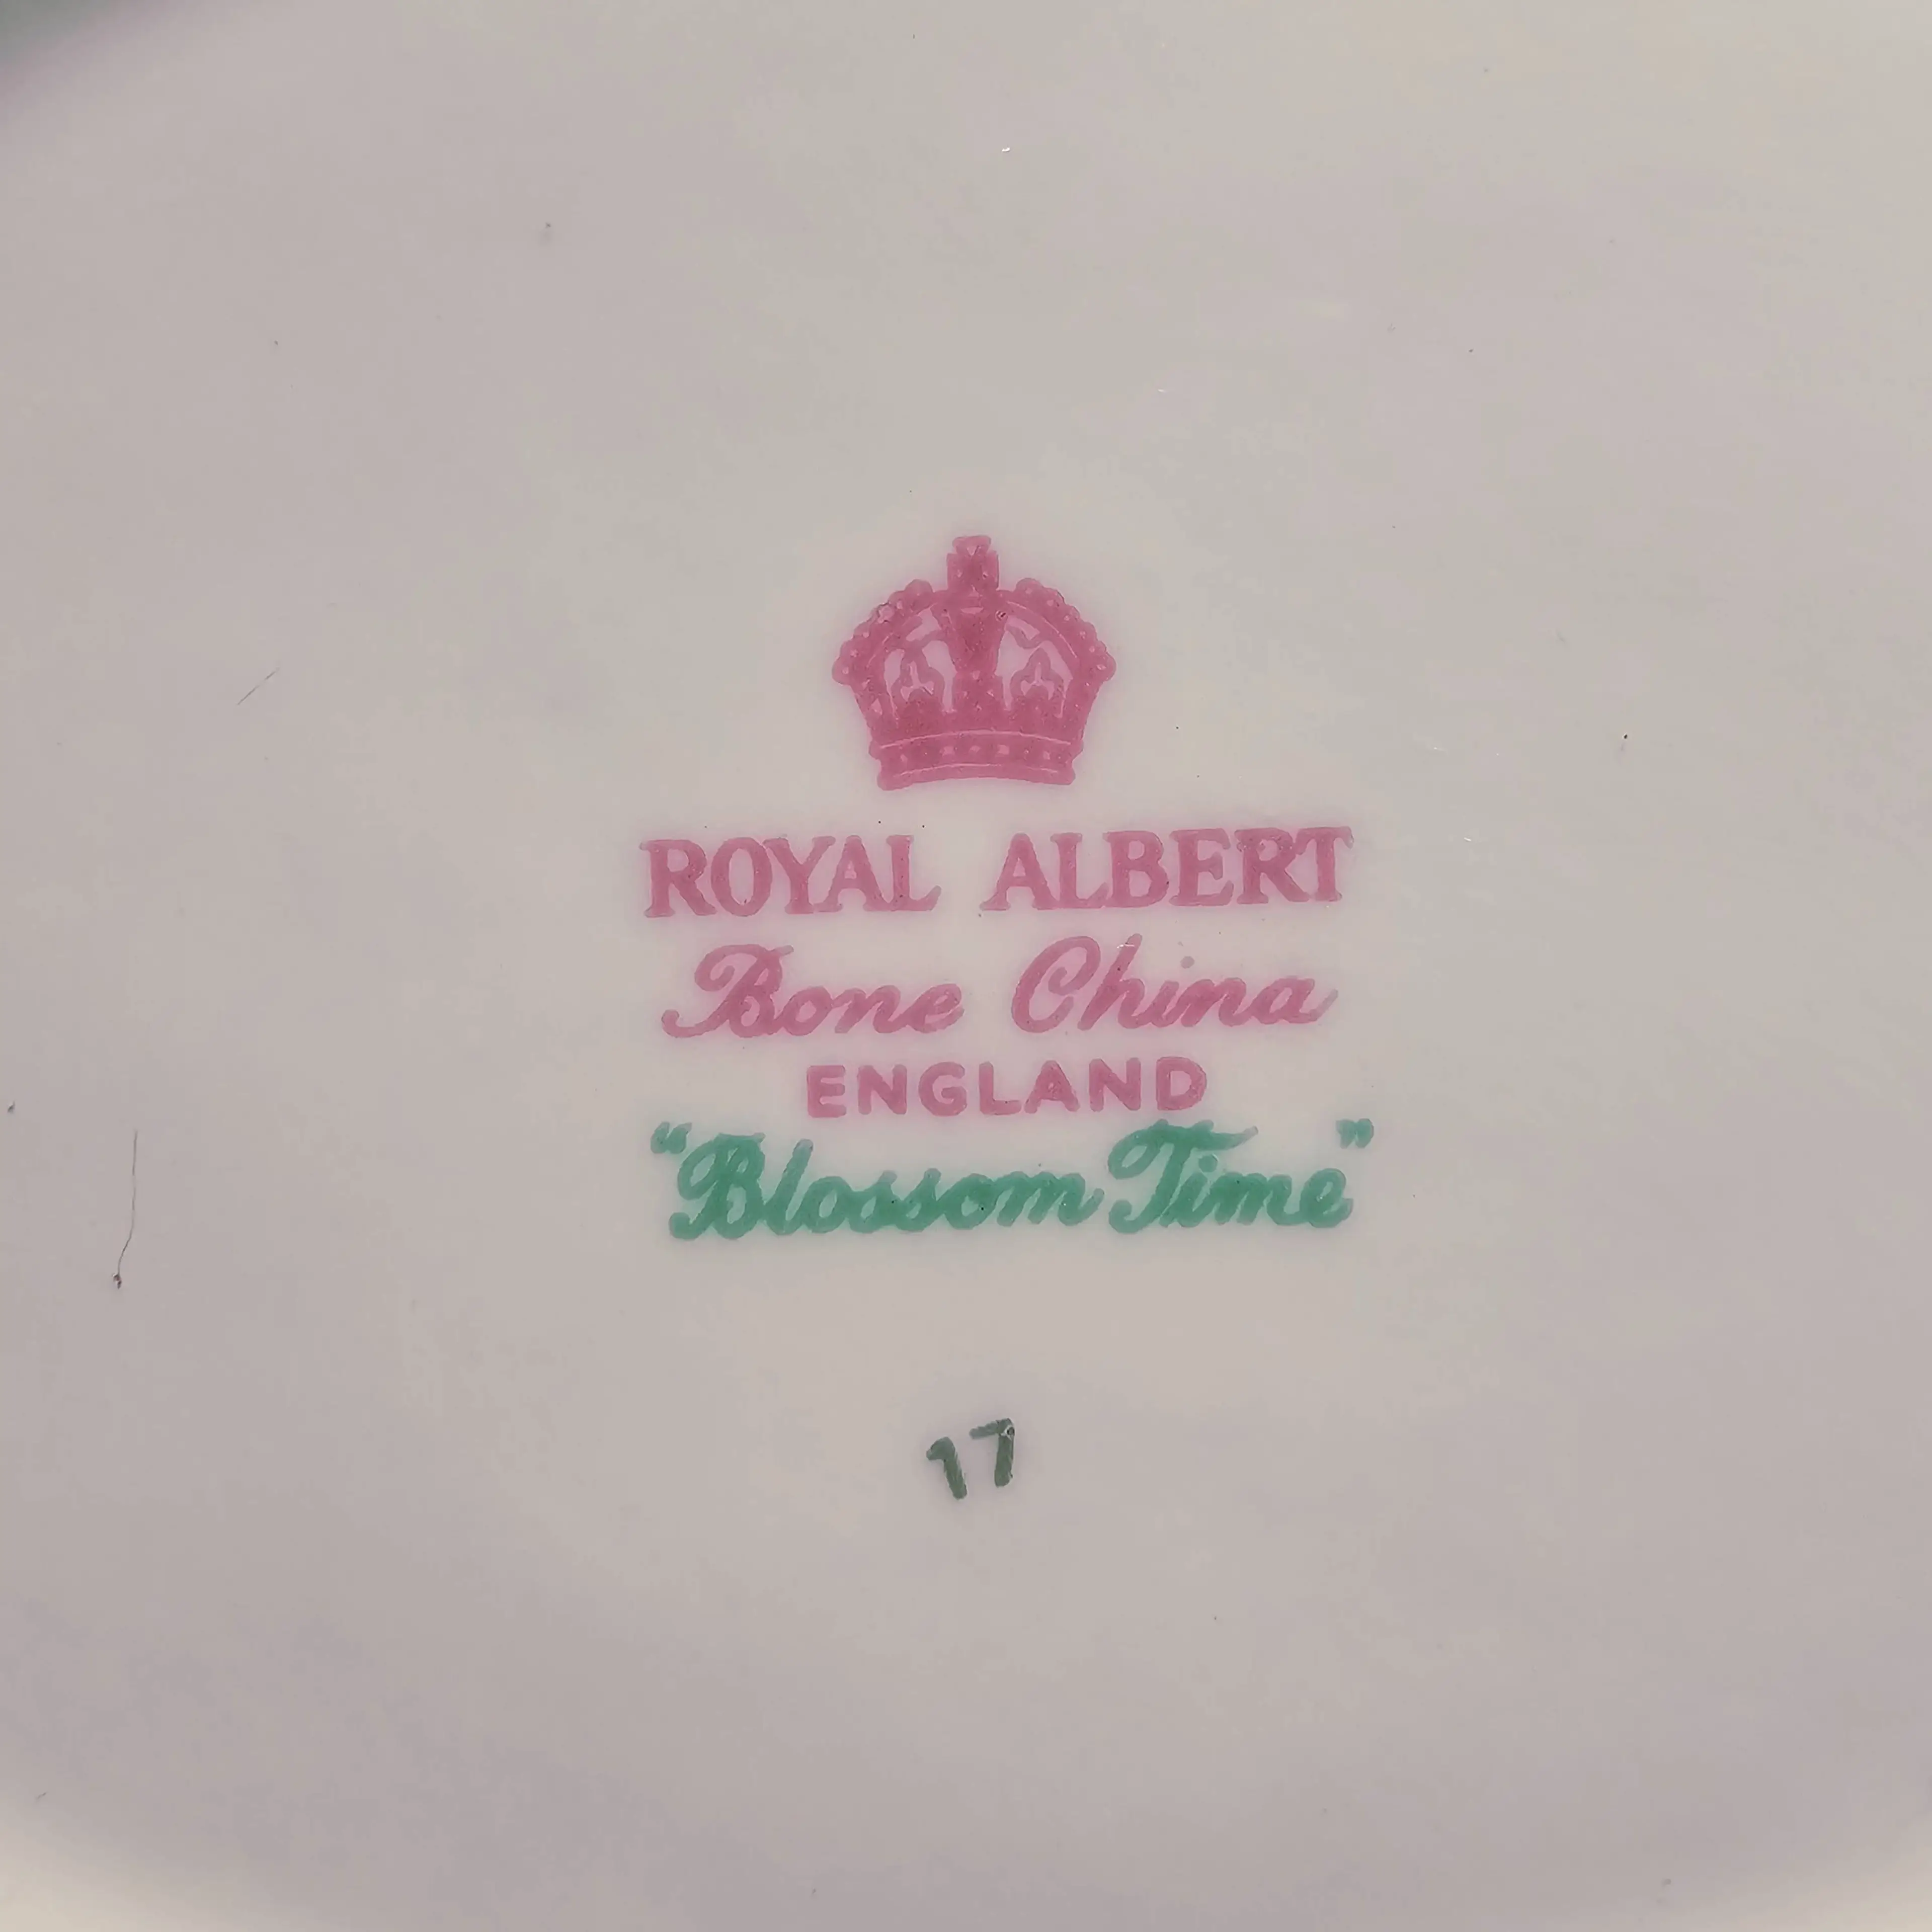 ROYAL ALBERT
Bone China
ENGLAND
“Blossom Time”
17